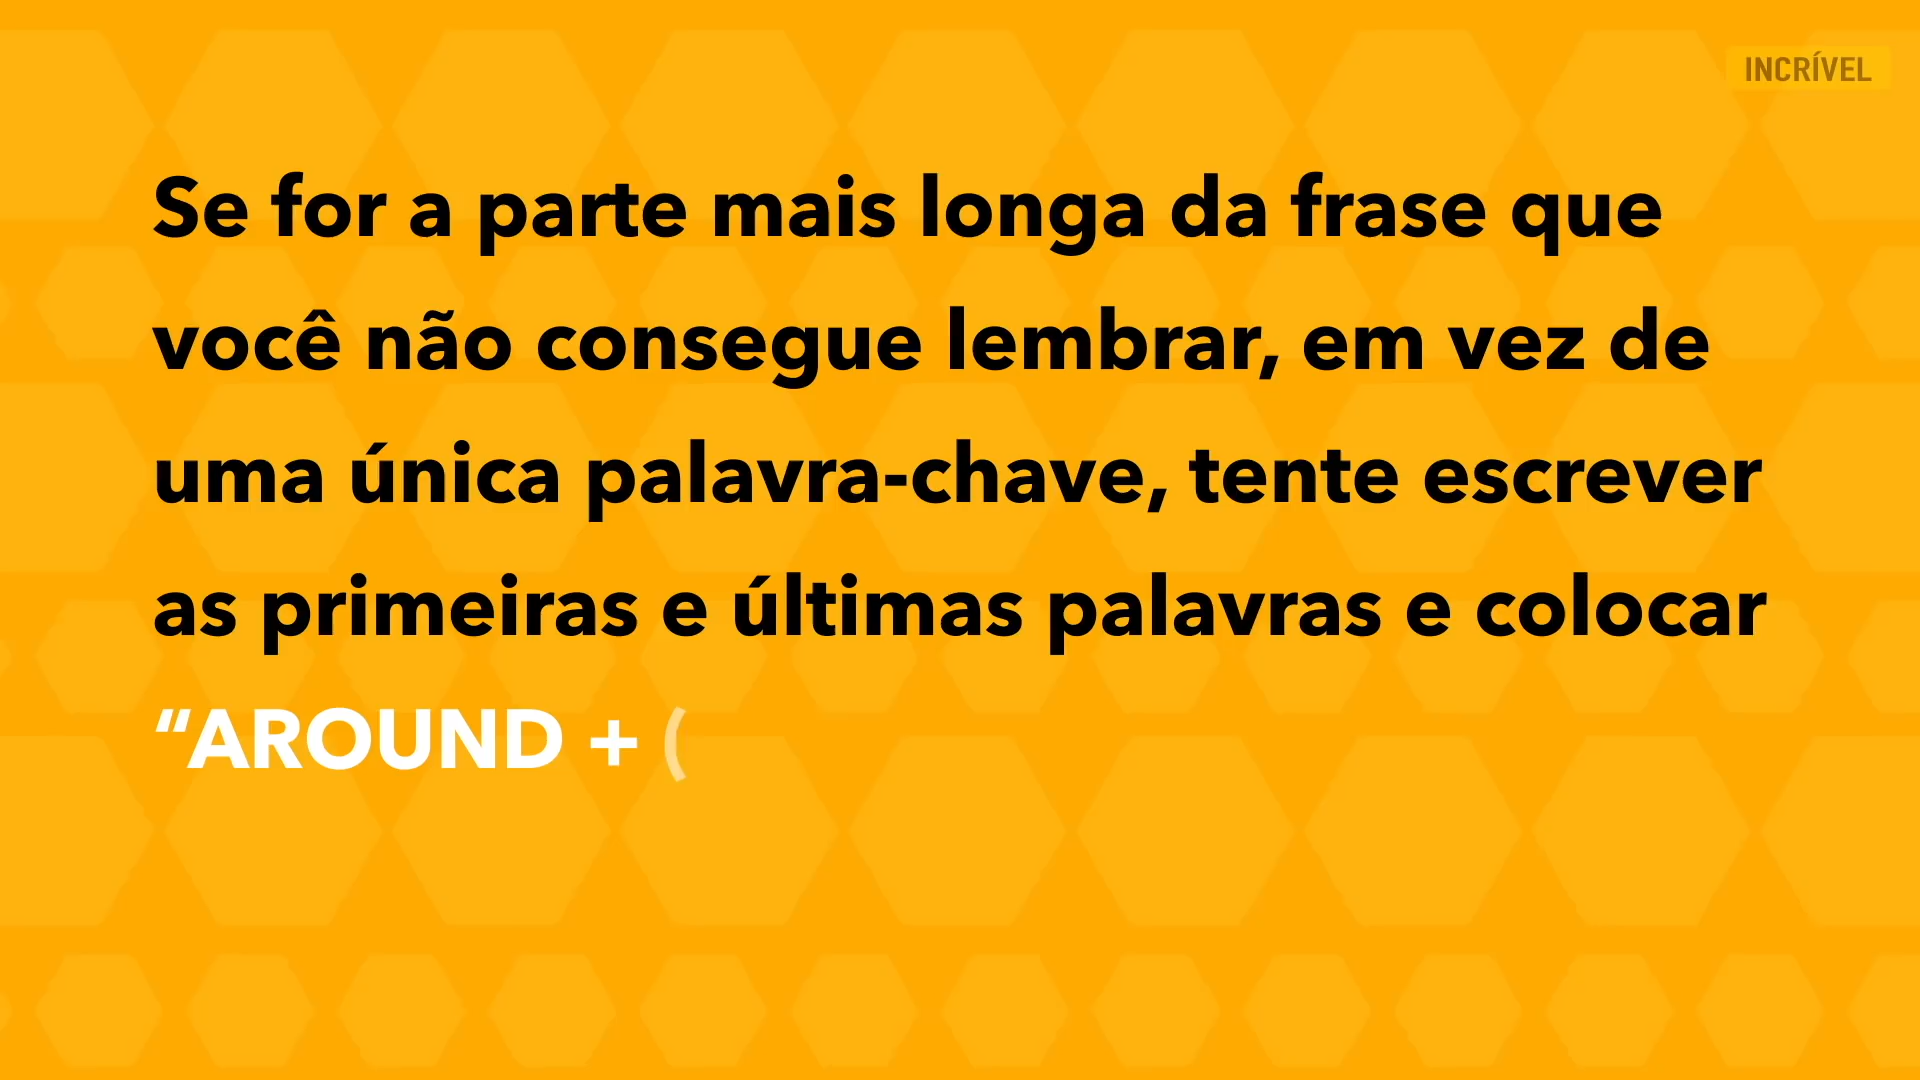 INCRÍVEL
Se for a parte mais longa da frase que
você não consegue lembrar, em vez de
uma única palavra-chave, tente escrever
as primeiras e últimas palavras e colocar
“AROUND + (